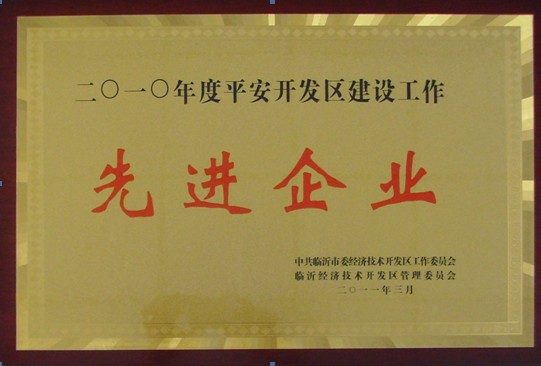 二〇一〇年度平安开发区建设工作
先进企业
中共临沂市委经济技术开发区工作委员会
临沂经济技术开发区管理委员会
二〇一一年三月